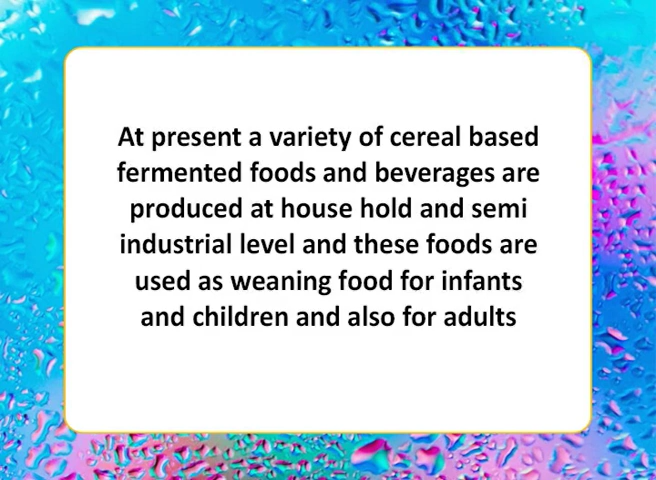 At present a variety of cereal based
fermented foods and beverages are
produced at house hold and semi
industrial level and these foods are
used as weaning food for infants
and children and also for adults